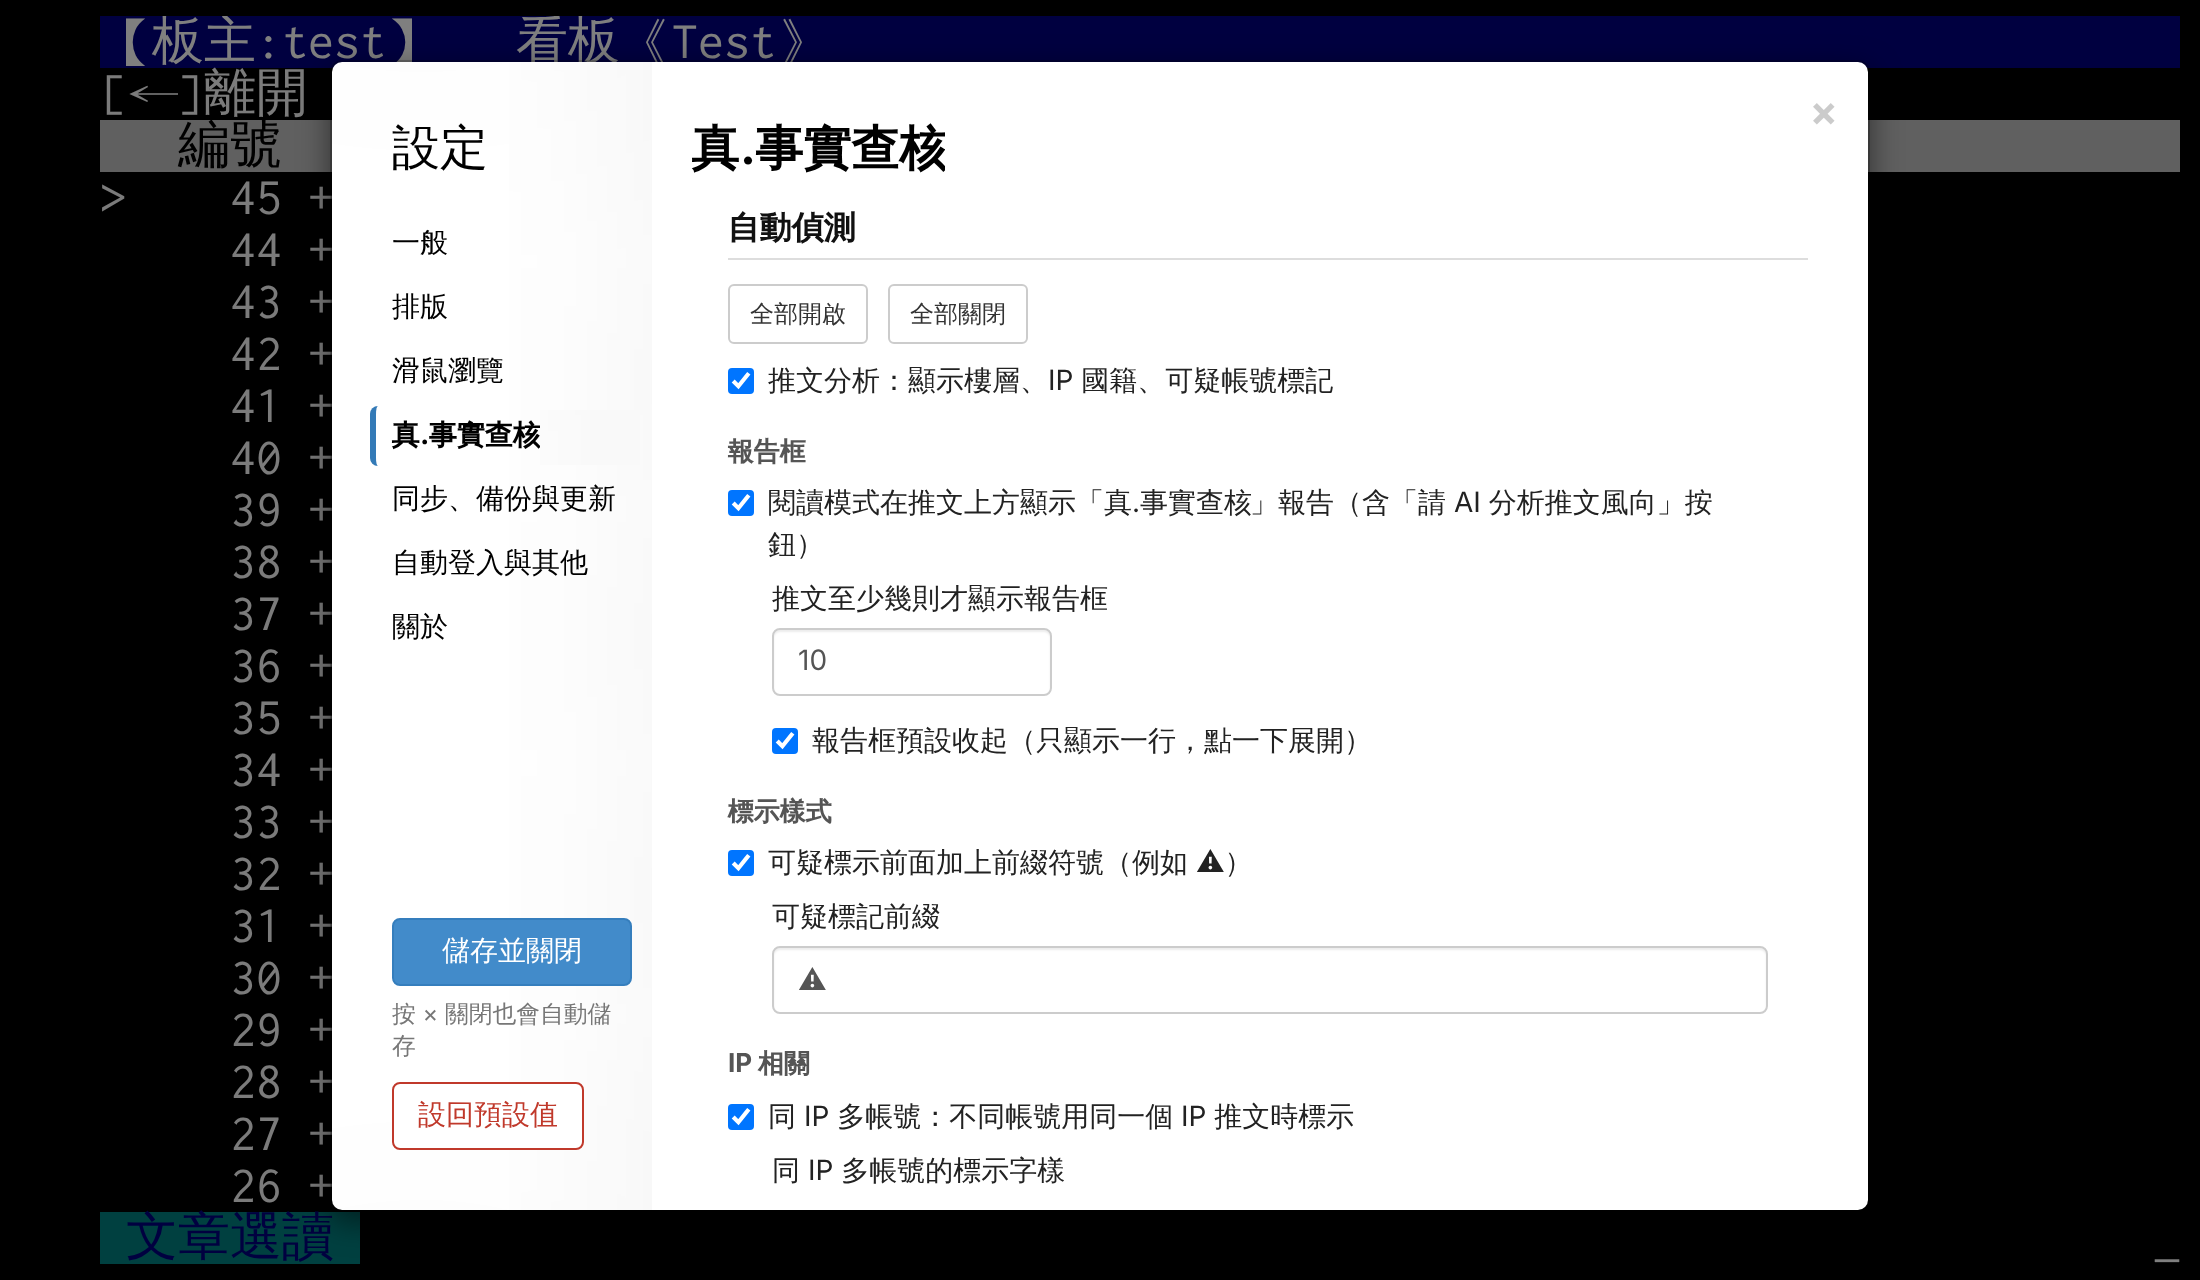 【板主:test】 看板《Test》
[←]離開
編號
> 45 +
44 +
43 +
42 +
41 +
40 +
39 +
38 +
37 +
36 +
35 +
34 +
33 +
32 +
31 +
30 +
29 +
28 +
27 +
26 +
文章選讀
設定
一般
排版
滑鼠瀏覽
真.事實查核
同步、備份與更新
自動登入與其他
關於
儲存並關閉
按 × 關閉也會自動儲
存
設回預設值
×
真.事實查核
自動偵測
全部開啟 全部關閉
推文分析：顯示樓層、IP 國籍、可疑帳號標記
報告框
閱讀模式在推文上方顯示「真.事實查核」報告（含「請 AI 分析推文風向」按
鈕）
推文至少幾則才顯示報告框
10
報告框預設收起（只顯示一行，點一下展開）
標示樣式
可疑標示前面加上前綴符號（例如 ⚠）
可疑標記前綴
⚠
IP 相關
同 IP 多帳號：不同帳號用同一個 IP 推文時標示
同 IP 多帳號的標示字樣